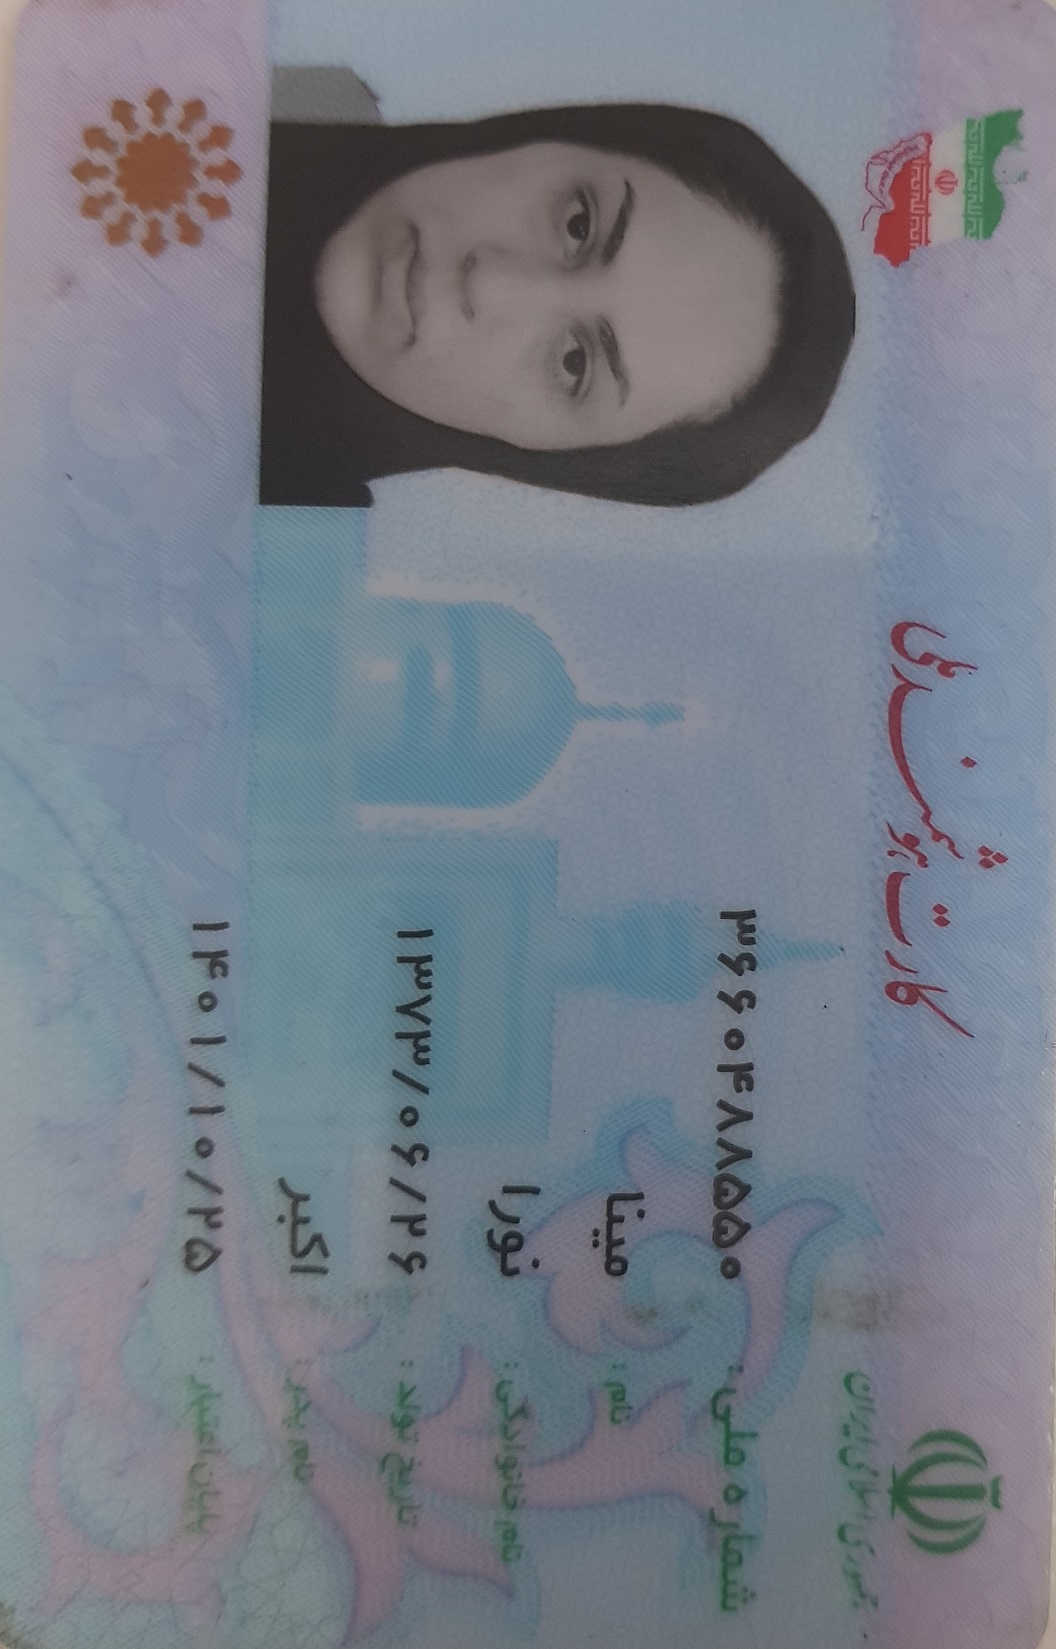 جمهوری اسلامی ایران
کارت هوشمند ملی
شماره ملی: ۳۶۶۰۴۸۸۵۵۰
نام: مینا
نام خانوادگی: نورا
تاریخ تولد: ۱۳۷۳/۰۶/۲۶
نام پدر: اکبر
پایان اعتبار: ۱۴۰۱/۱۰/۲۵